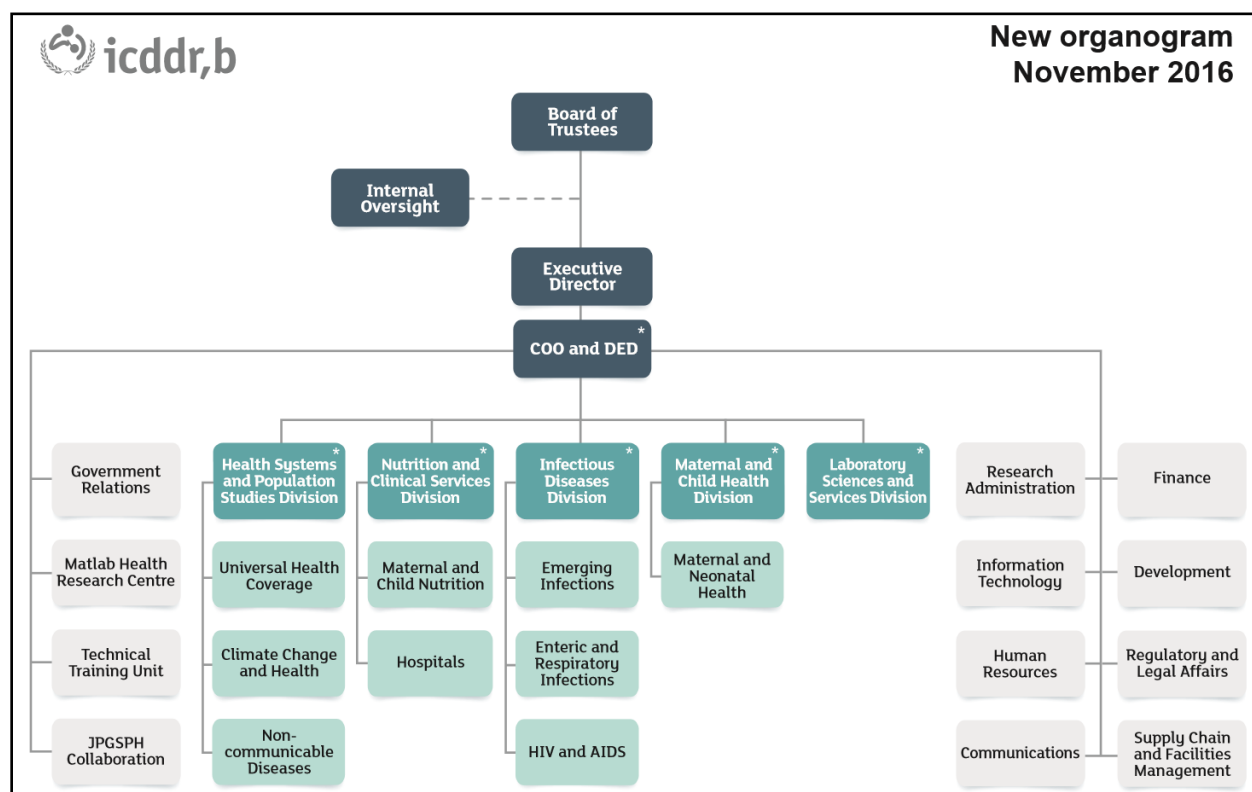 icddr,b
New organogram
November 2016
Board of
Trustees
Internal
Oversight
Executive
Director
COO and DED *
Government
Relations
Matlab Health
Research Centre
Technical
Training Unit
JPGSPH
Collaboration
Health Systems *
and Population
Studies Division
Universal Health
Coverage
Climate Change
and Health
Non-
communicable
Diseases
Nutrition and *
Clinical Services
Division
Maternal and
Child Nutrition
Hospitals
Infectious *
Diseases
Division
Emerging
Infections
Enteric and
Respiratory
Infections
HIV and AIDS
Maternal and *
Child Health
Division
Maternal and
Neonatal
Health
Laboratory *
Sciences and
Services Division
Research
Administration
Information
Technology
Human
Resources
Communications
Finance
Development
Regulatory and
Legal Affairs
Supply Chain
and Facilities
Management